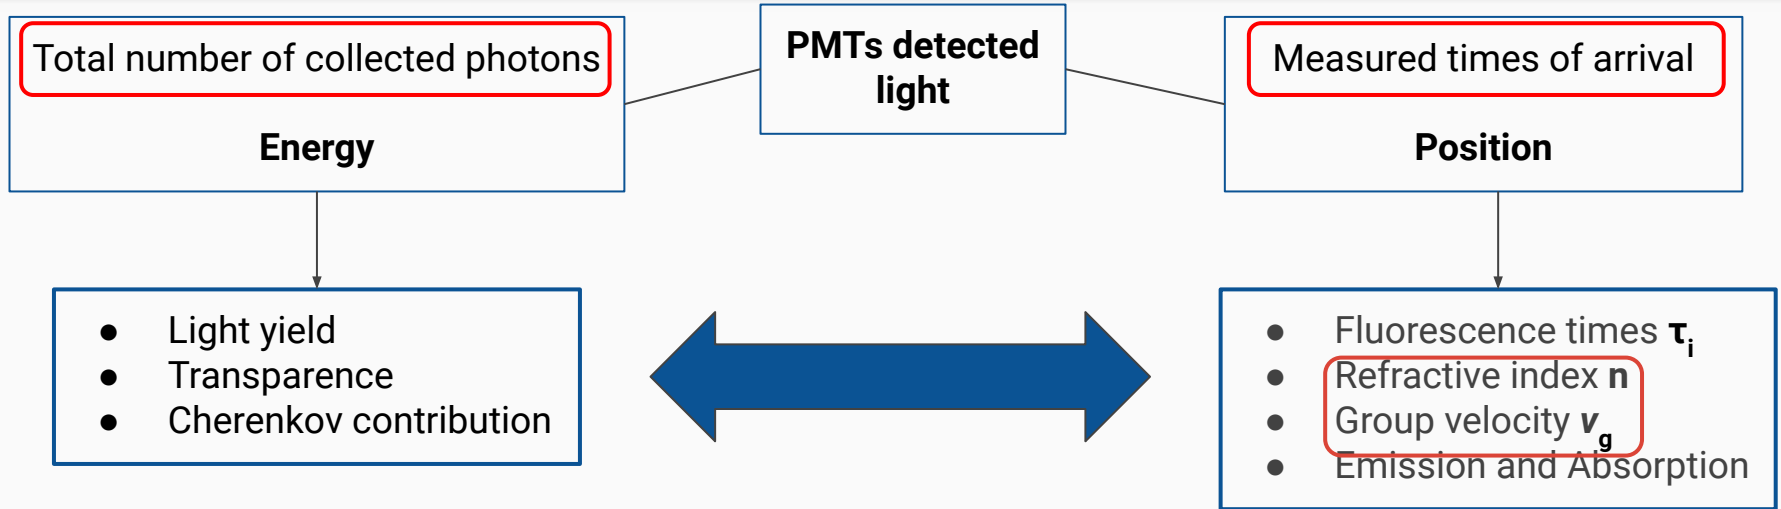 Total number of collected photons
Energy
PMTs detected
light
Measured times of arrival
Position
● Light yield
● Transparence
● Cherenkov contribution
● Fluorescence times τi
● Refractive index n
● Group velocity vg
● Emission and Absorption